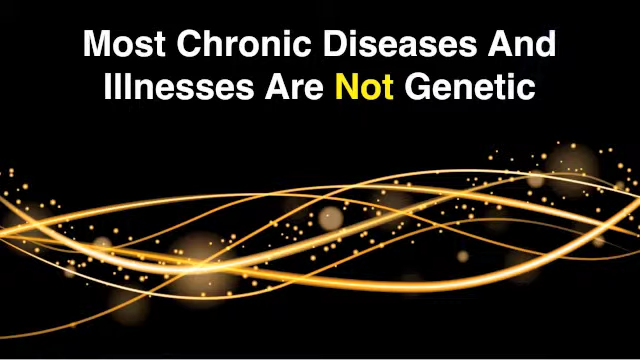 Most Chronic Diseases And
Illnesses Are Not Genetic